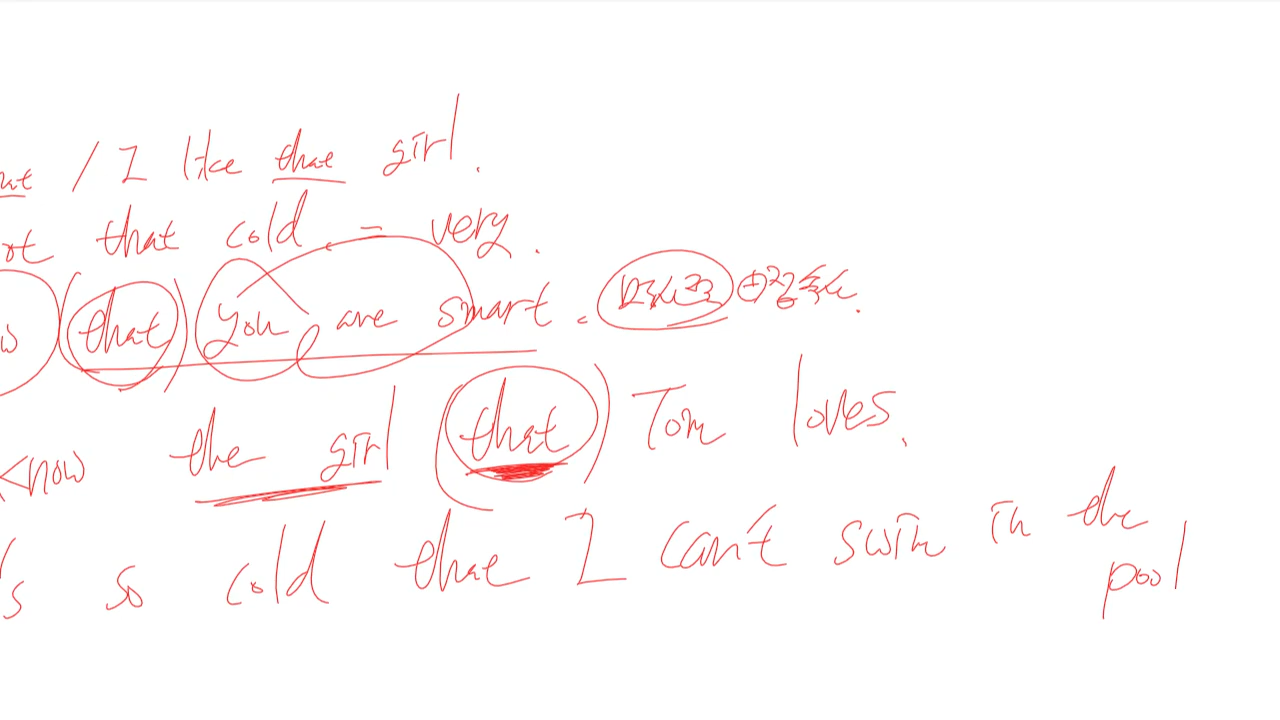 / I like that girl.
that cold. = very.
(that) you are smart.
know the girl (that) Tom loves.
s so cold that I can't swim in the
pool